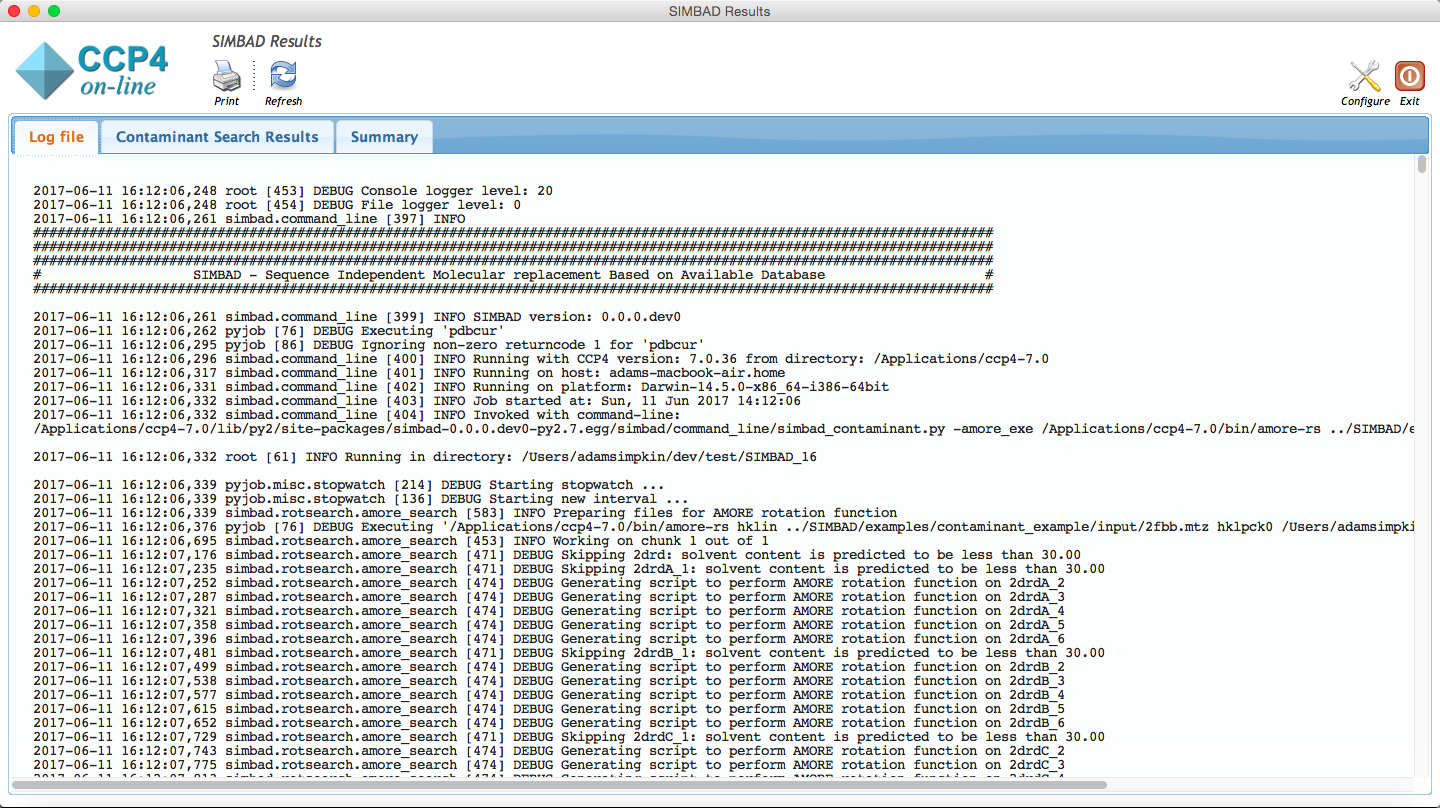 SIMBAD Results
CCP4
on-line
SIMBAD Results
Print
Refresh
Configure
Exit
Log file
Contaminant Search Results
Summary
2017-06-11 16:12:06,248 root [453] DEBUG Console logger level: 20
2017-06-11 16:12:06,248 root [454] DEBUG File logger level: 0
2017-06-11 16:12:06,261 simbad.command_line [397] INFO
########################################################################################################################
########################################################################################################################
########################################################################################################################
#                   SIMBAD - Sequence Independent Molecular replacement Based on Available Database                    #
########################################################################################################################
2017-06-11 16:12:06,261 simbad.command_line [399] INFO SIMBAD version: 0.0.0.dev0
2017-06-11 16:12:06,262 pyjob [76] DEBUG Executing 'pdbcur'
2017-06-11 16:12:06,295 pyjob [86] DEBUG Ignoring non-zero returncode 1 for 'pdbcur'
2017-06-11 16:12:06,296 simbad.command_line [400] INFO Running with CCP4 version: 7.0.36 from directory: /Applications/ccp4-7.0
2017-06-11 16:12:06,317 simbad.command_line [401] INFO Running on host: adams-macbook-air.home
2017-06-11 16:12:06,331 simbad.command_line [402] INFO Running on platform: Darwin-14.5.0-x86_64-i386-64bit
2017-06-11 16:12:06,332 simbad.command_line [403] INFO Job started at: Sun, 11 Jun 2017 14:12:06
2017-06-11 16:12:06,332 simbad.command_line [404] INFO Invoked with command-line:
/Applications/ccp4-7.0/lib/py2/site-packages/simbad-0.0.0.dev0-py2.7.egg/simbad/command_line/simbad_contaminant.py -amore_exe /Applications/ccp4-7.0/bin/amore-rs ../SIMBAD/e
2017-06-11 16:12:06,332 root [61] INFO Running in directory: /Users/adamsimpkin/dev/test/SIMBAD_16
2017-06-11 16:12:06,339 pyjob.misc.stopwatch [214] DEBUG Starting stopwatch ...
2017-06-11 16:12:06,339 pyjob.misc.stopwatch [136] DEBUG Starting new interval ...
2017-06-11 16:12:06,339 simbad.rotsearch.amore_search [583] INFO Preparing files for AMORE rotation function
2017-06-11 16:12:06,376 pyjob [76] DEBUG Executing '/Applications/ccp4-7.0/bin/amore-rs hklin ../SIMBAD/examples/contaminant_example/input/2fbb.mtz hklpck0 /Users/adamsimpki
2017-06-11 16:12:06,695 simbad.rotsearch.amore_search [453] INFO Working on chunk 1 out of 1
2017-06-11 16:12:07,176 simbad.rotsearch.amore_search [471] DEBUG Skipping 2drd: solvent content is predicted to be less than 30.00
2017-06-11 16:12:07,235 simbad.rotsearch.amore_search [471] DEBUG Skipping 2drdA_1: solvent content is predicted to be less than 30.00
2017-06-11 16:12:07,252 simbad.rotsearch.amore_search [474] DEBUG Generating script to perform AMORE rotation function on 2drdA_2
2017-06-11 16:12:07,287 simbad.rotsearch.amore_search [474] DEBUG Generating script to perform AMORE rotation function on 2drdA_3
2017-06-11 16:12:07,321 simbad.rotsearch.amore_search [474] DEBUG Generating script to perform AMORE rotation function on 2drdA_4
2017-06-11 16:12:07,358 simbad.rotsearch.amore_search [474] DEBUG Generating script to perform AMORE rotation function on 2drdA_5
2017-06-11 16:12:07,396 simbad.rotsearch.amore_search [474] DEBUG Generating script to perform AMORE rotation function on 2drdA_6
2017-06-11 16:12:07,481 simbad.rotsearch.amore_search [471] DEBUG Skipping 2drdB_1: solvent content is predicted to be less than 30.00
2017-06-11 16:12:07,499 simbad.rotsearch.amore_search [474] DEBUG Generating script to perform AMORE rotation function on 2drdB_2
2017-06-11 16:12:07,538 simbad.rotsearch.amore_search [474] DEBUG Generating script to perform AMORE rotation function on 2drdB_3
2017-06-11 16:12:07,577 simbad.rotsearch.amore_search [474] DEBUG Generating script to perform AMORE rotation function on 2drdB_4
2017-06-11 16:12:07,615 simbad.rotsearch.amore_search [474] DEBUG Generating script to perform AMORE rotation function on 2drdB_5
2017-06-11 16:12:07,652 simbad.rotsearch.amore_search [474] DEBUG Generating script to perform AMORE rotation function on 2drdB_6
2017-06-11 16:12:07,729 simbad.rotsearch.amore_search [471] DEBUG Skipping 2drdC_1: solvent content is predicted to be less than 30.00
2017-06-11 16:12:07,743 simbad.rotsearch.amore_search [474] DEBUG Generating script to perform AMORE rotation function on 2drdC_2
2017-06-11 16:12:07,775 simbad.rotsearch.amore_search [474] DEBUG Generating script to perform AMORE rotation function on 2drdC_3